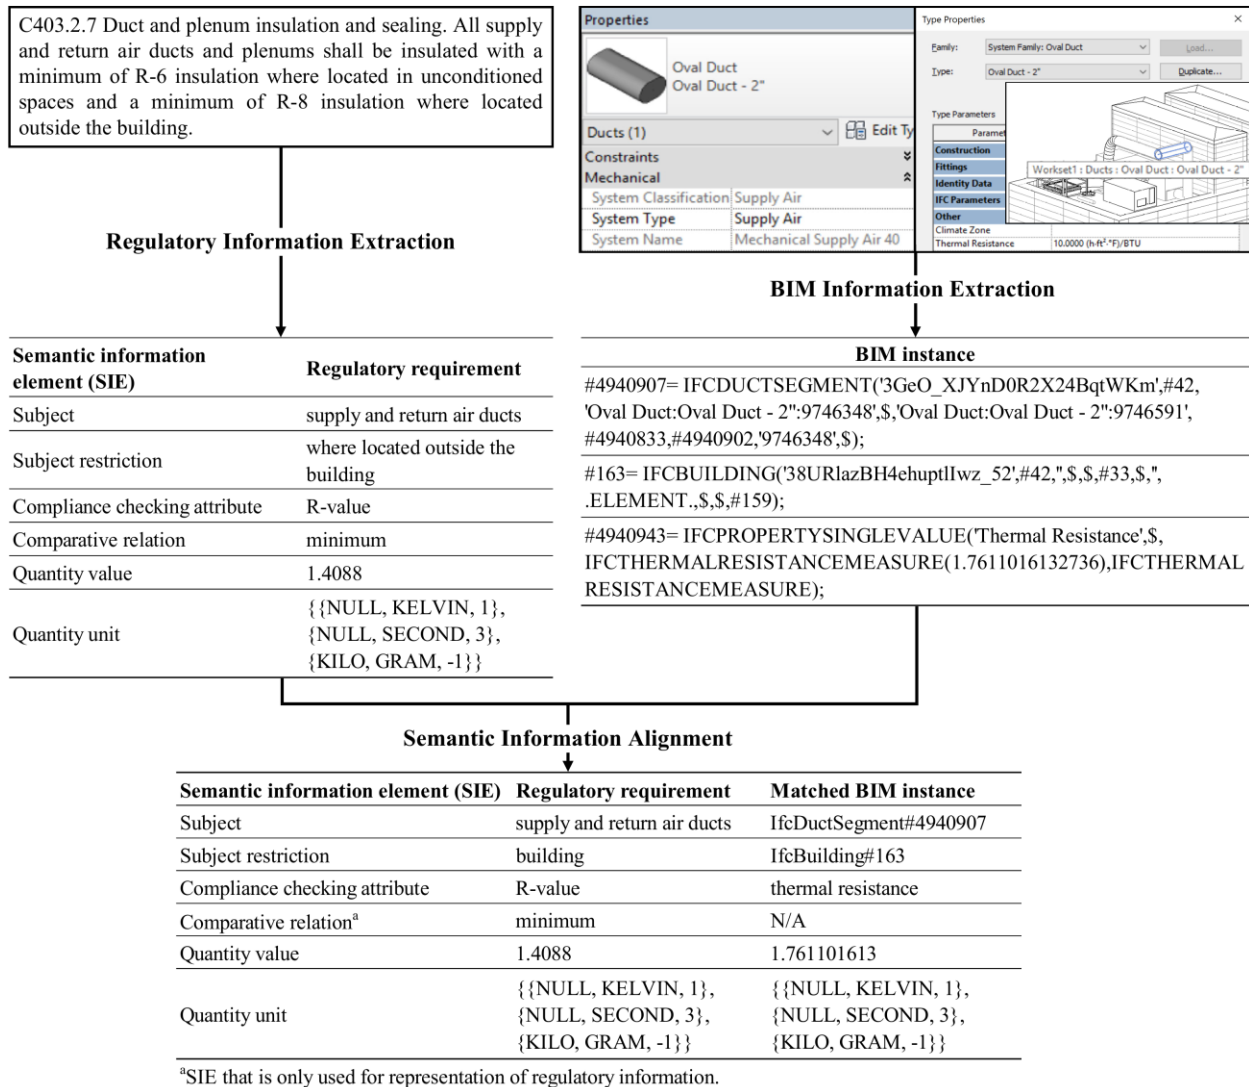 C403.2.7 Duct and plenum insulation and sealing. All supply
and return air ducts and plenums shall be insulated with a
minimum of R-6 insulation where located in unconditioned
spaces and a minimum of R-8 insulation where located
outside the building.
Properties
Oval Duct
Oval Duct - 2"
Ducts (1)
Edit Ty
Constraints
Mechanical
System Classification Supply Air
System Type Supply Air
System Name Mechanical Supply Air 40
Type Properties
Family: System Family: Oval Duct Load...
Type: Oval Duct - 2" Duplicate...
Type Parameters
Paramet
Construction
Fittings
Identity Data
IFC Parameters
Other
Climate Zone
Thermal Resistance 10.0000 (h·ft²·°F)/BTU
Workset1 : Ducts : Oval Duct : Oval Duct - 2"
Regulatory Information Extraction
BIM Information Extraction
Semantic information
element (SIE) Regulatory requirement
Subject supply and return air ducts
Subject restriction where located outside the
building
Compliance checking attribute R-value
Comparative relation minimum
Quantity value 1.4088
Quantity unit {{NULL, KELVIN, 1},
{NULL, SECOND, 3},
{KILO, GRAM, -1}}
BIM instance
#4940907= IFCDUCTSEGMENT('3GeO_XJYnD0R2X24BqtWKm',#42,
'Oval Duct:Oval Duct - 2'':9746348',$,'Oval Duct:Oval Duct - 2'':9746591',
#4940833,#4940902,'9746348',$);
#163= IFCBUILDING('38URlazBH4ehuptlIwz_52',#42,'',$,$,#33,$,'',
.ELEMENT.,$,$,#159);
#4940943= IFCPROPERTYSINGLEVALUE('Thermal Resistance',$,
IFCTHERMALRESISTANCEMEASURE(1.7611016132736),IFCTHERMAL
RESISTANCEMEASURE);
Semantic Information Alignment
Semantic information element (SIE) Regulatory requirement Matched BIM instance
Subject supply and return air ducts IfcDuctSegment#4940907
Subject restriction building IfcBuilding#163
Compliance checking attribute R-value thermal resistance
Comparative relationᵃ minimum N/A
Quantity value 1.4088 1.761101613
Quantity unit {{NULL, KELVIN, 1}, {{NULL, KELVIN, 1},
{NULL, SECOND, 3}, {NULL, SECOND, 3},
{KILO, GRAM, -1}} {KILO, GRAM, -1}}
ᵃSIE that is only used for representation of regulatory information.